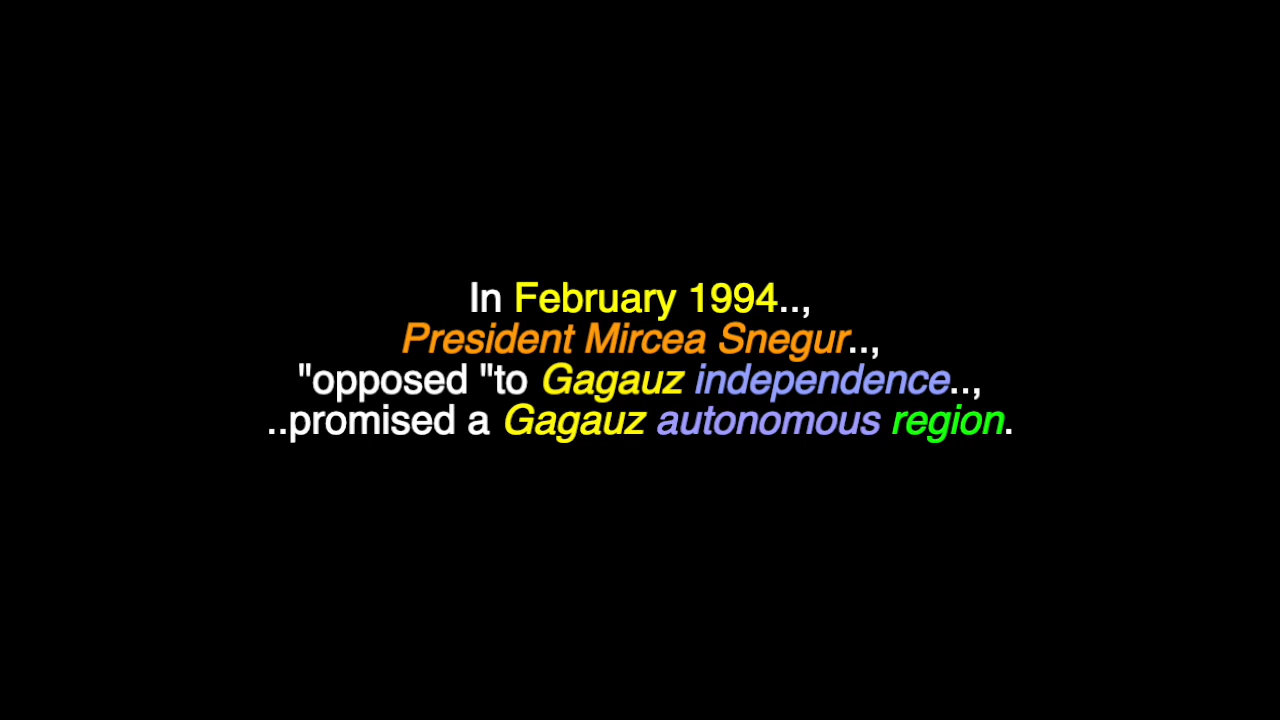 In February 1994..,
President Mircea Snegur..,
"opposed "to Gagauz independence..,
..promised a Gagauz autonomous region.